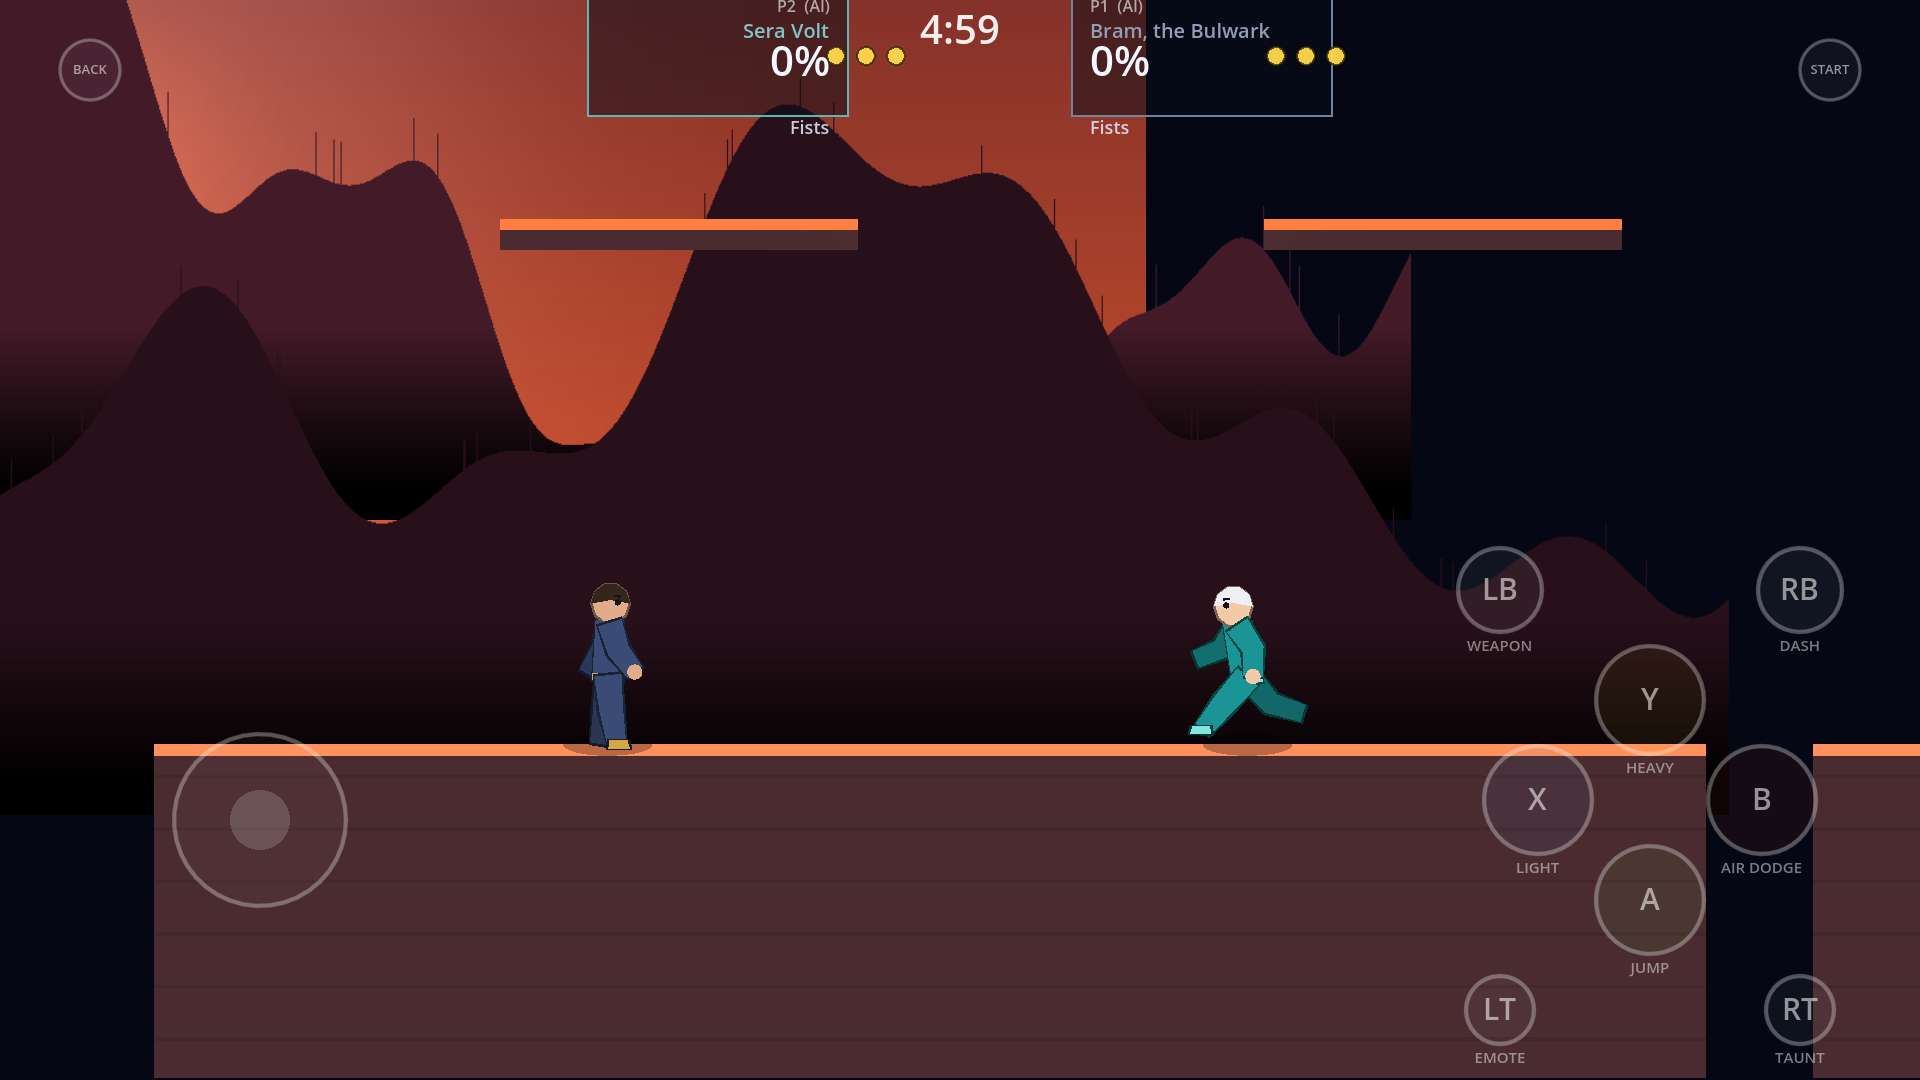 P2 (AI)
Sera Volt
0%
Fists
4:59
P1 (AI)
Bram, the Bulwark
0%
Fists
BACK
START
LB
WEAPON
RB
DASH
Y
HEAVY
X
LIGHT
B
AIR DODGE
A
JUMP
LT
EMOTE
RT
TAUNT